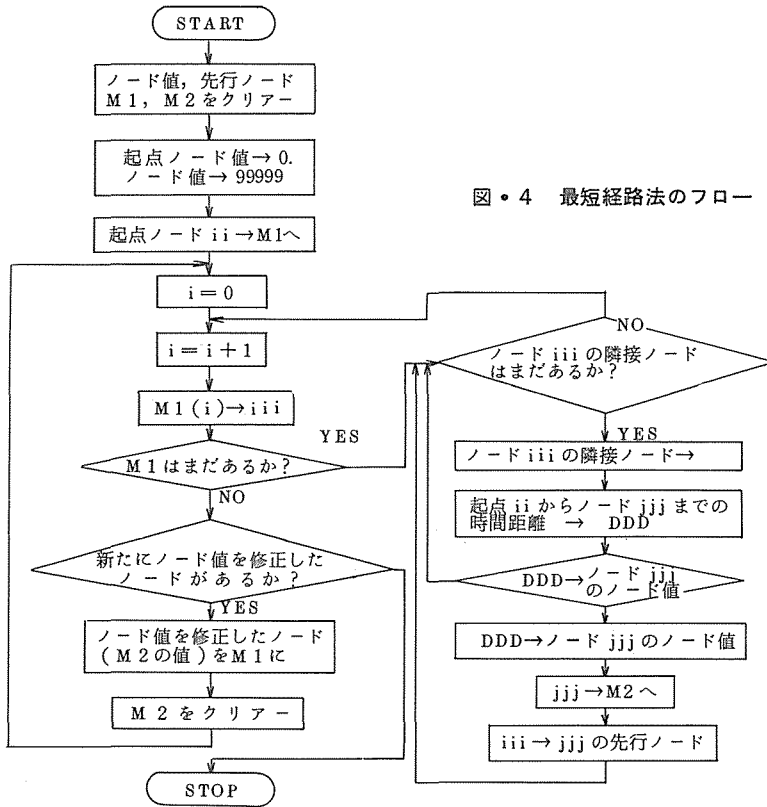 START
ノード値,先行ノード
M1,M2をクリアー
起点ノード値→0.
ノード値→99999
図・4 最短経路法のフロー
起点ノードii→M1へ
i=0
i=i+1
M1(i)→iii
YES
M1はまだあるか?
NO
新たにノード値を修正した
ノードがあるか?
YES
ノード値を修正したノード
(M2の値)をM1に
M2をクリアー
STOP
NO
ノードiiiの隣接ノード
はまだあるか?
YES
ノードiiiの隣接ノード→
起点iiからノードjjjまでの
時間距離 → DDD
DDD→ノードjjj
のノード値
DDD→ノードjjjのノード値
jjj→M2へ
iii→jjjの先行ノード